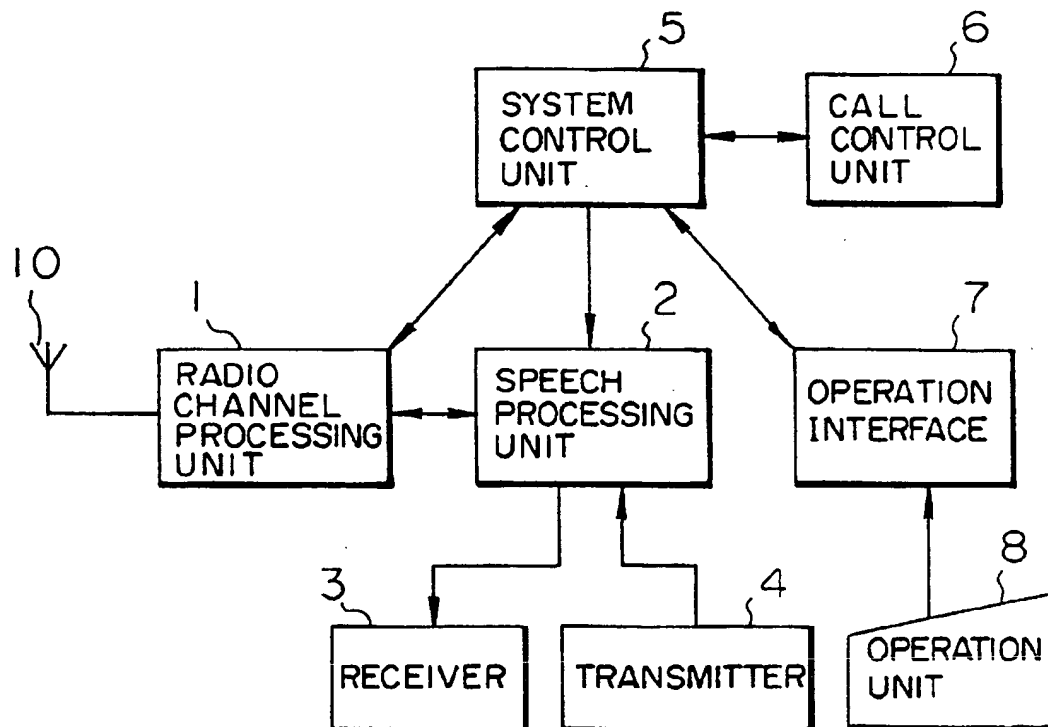 5
6
SYSTEM
CONTROL
UNIT
CALL
CONTROL
UNIT
10
1
2
7
RADIO
CHANNEL
PROCESSING
UNIT
SPEECH
PROCESSING
UNIT
OPERATION
INTERFACE
3
4
8
RECEIVER
TRANSMITTER
OPERATION
UNIT